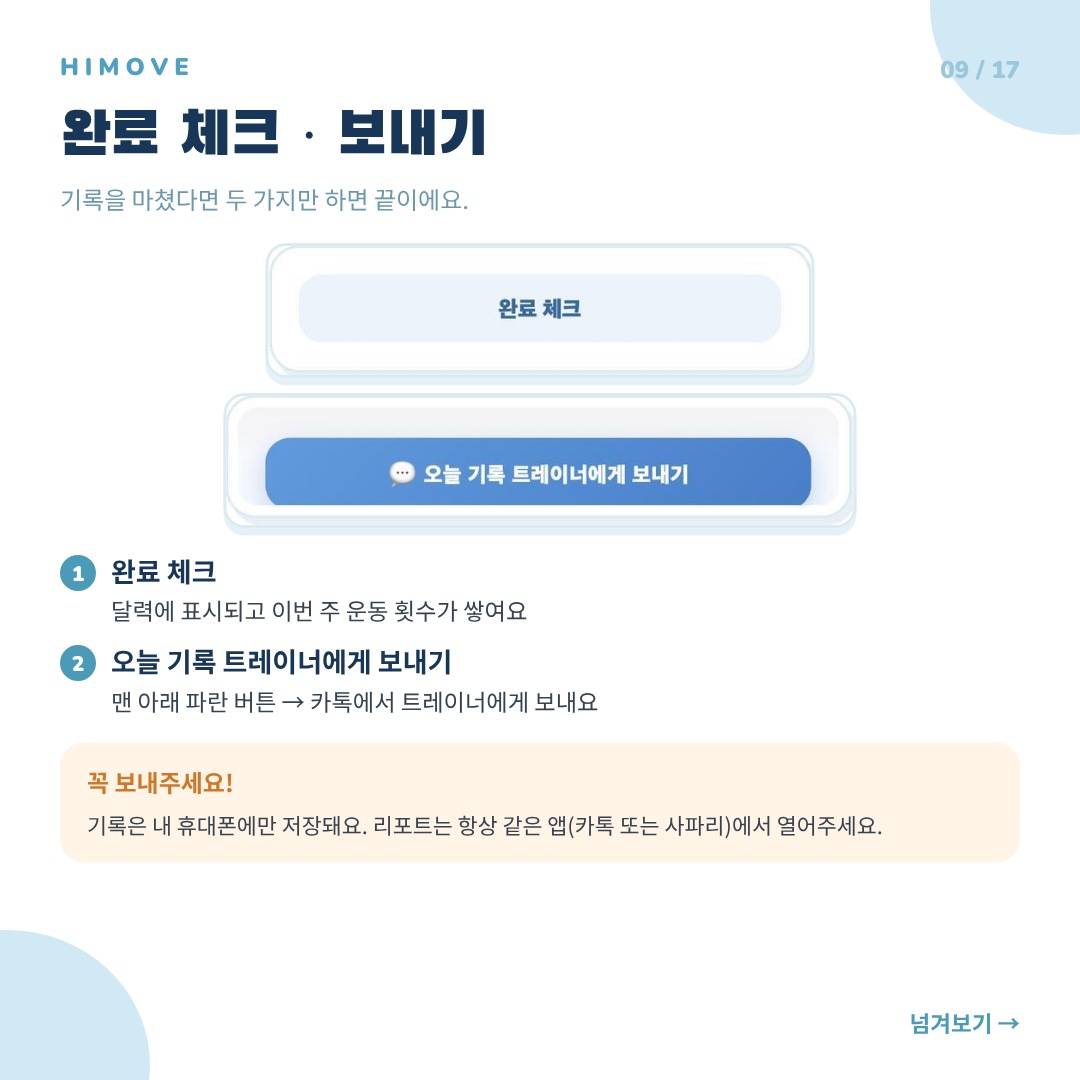 HIMOVE
09 / 17
완료 체크 · 보내기
기록을 마쳤다면 두 가지만 하면 끝이에요.
완료 체크
💬 오늘 기록 트레이너에게 보내기
1 완료 체크
달력에 표시되고 이번 주 운동 횟수가 쌓여요
2 오늘 기록 트레이너에게 보내기
맨 아래 파란 버튼 → 카톡에서 트레이너에게 보내요
꼭 보내주세요!
기록은 내 휴대폰에만 저장돼요. 리포트는 항상 같은 앱(카톡 또는 사파리)에서 열어주세요.
넘겨보기 →